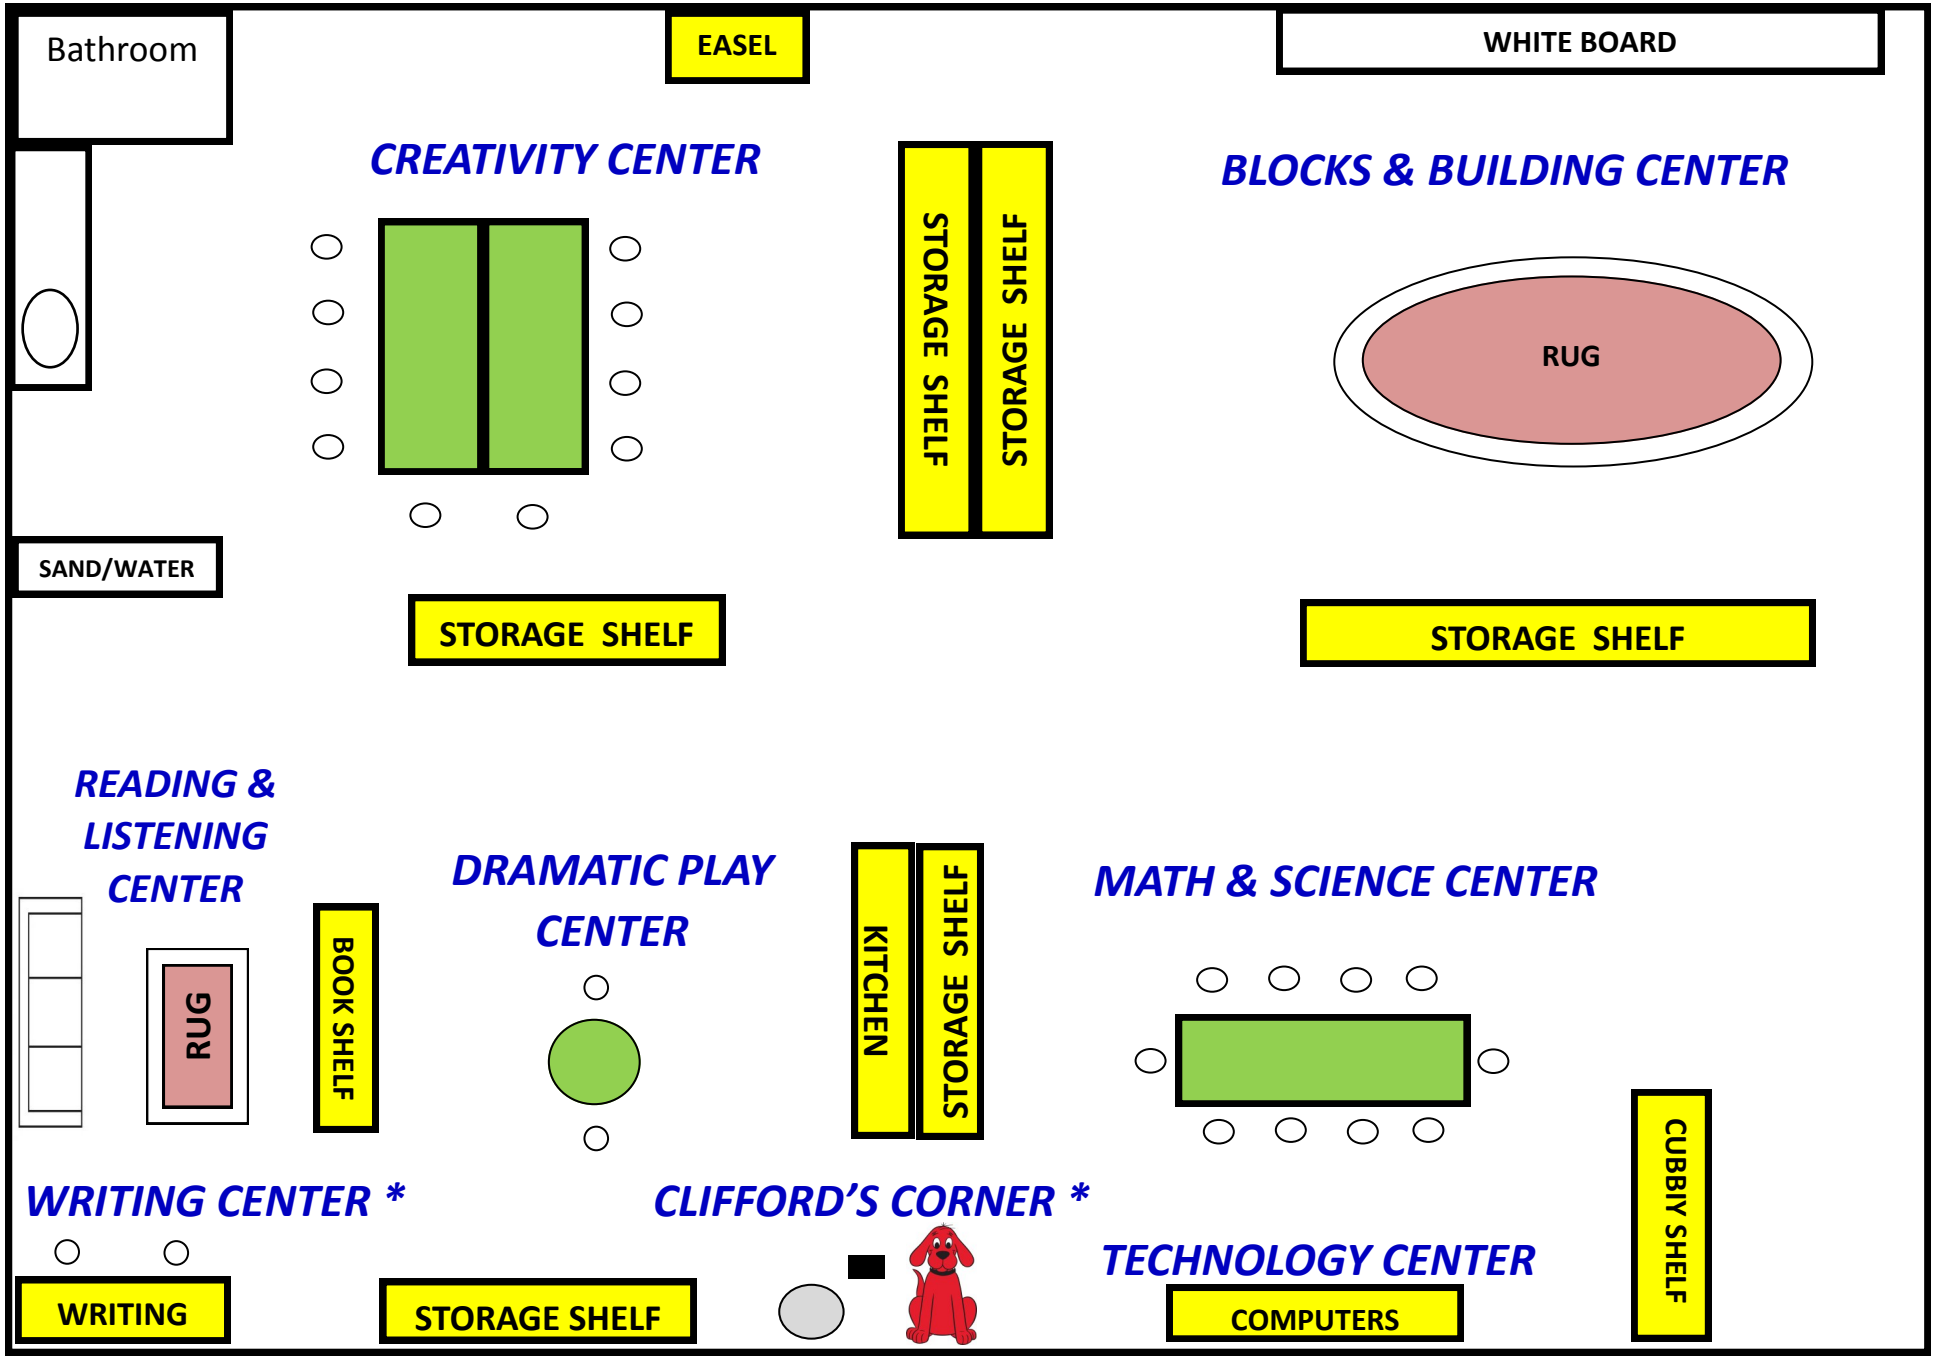 Bathroom
EASEL
WHITE BOARD
CREATIVITY CENTER
BLOCKS & BUILDING CENTER
STORAGE SHELF
STORAGE SHELF
RUG
SAND/WATER
STORAGE SHELF
STORAGE SHELF
READING &
LISTENING
CENTER
DRAMATIC PLAY
CENTER
MATH & SCIENCE CENTER
RUG
BOOK SHELF
KITCHEN
STORAGE SHELF
CUBBIY SHELF
WRITING CENTER *
CLIFFORD’S CORNER *
TECHNOLOGY CENTER
WRITING
STORAGE SHELF
COMPUTERS